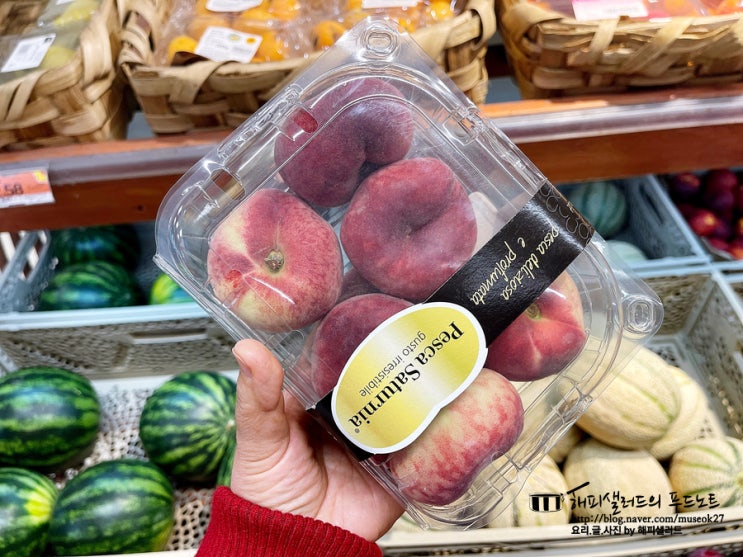 58
pesca deliziosa
e profumata
Pesca Saturnia®
gusto irresistibile
해피샐러드의 푸드노트
http://blog.naver.com/museok27
요리.글.사진 by 해피샐러드